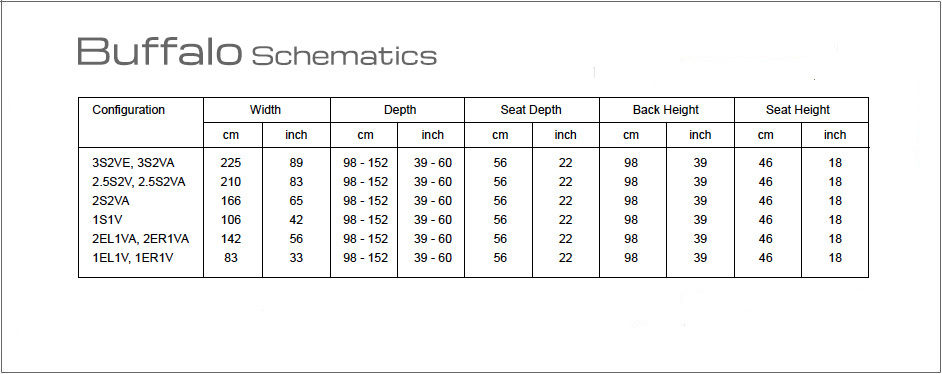 Buffalo Schematics
Configuration Width Depth Seat Depth Back Height Seat Height
cm inch cm inch cm inch cm inch cm inch
3S2VE, 3S2VA 225 89 98 - 152 39 - 60 56 22 98 39 46 18
2.5S2V, 2.5S2VA 210 83 98 - 152 39 - 60 56 22 98 39 46 18
2S2VA 166 65 98 - 152 39 - 60 56 22 98 39 46 18
1S1V 106 42 98 - 152 39 - 60 56 22 98 39 46 18
2EL1VA, 2ER1VA 142 56 98 - 152 39 - 60 56 22 98 39 46 18
1EL1V, 1ER1V 83 33 98 - 152 39 - 60 56 22 98 39 46 18